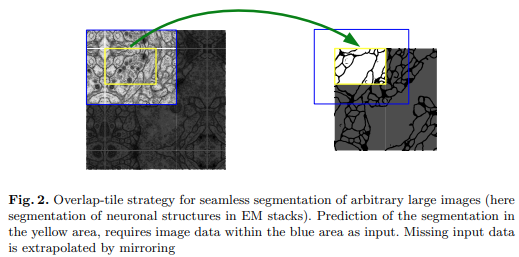 Fig. 2. Overlap-tile strategy for seamless segmentation of arbitrary large images (here
segmentation of neuronal structures in EM stacks). Prediction of the segmentation in
the yellow area, requires image data within the blue area as input. Missing input data
is extrapolated by mirroring